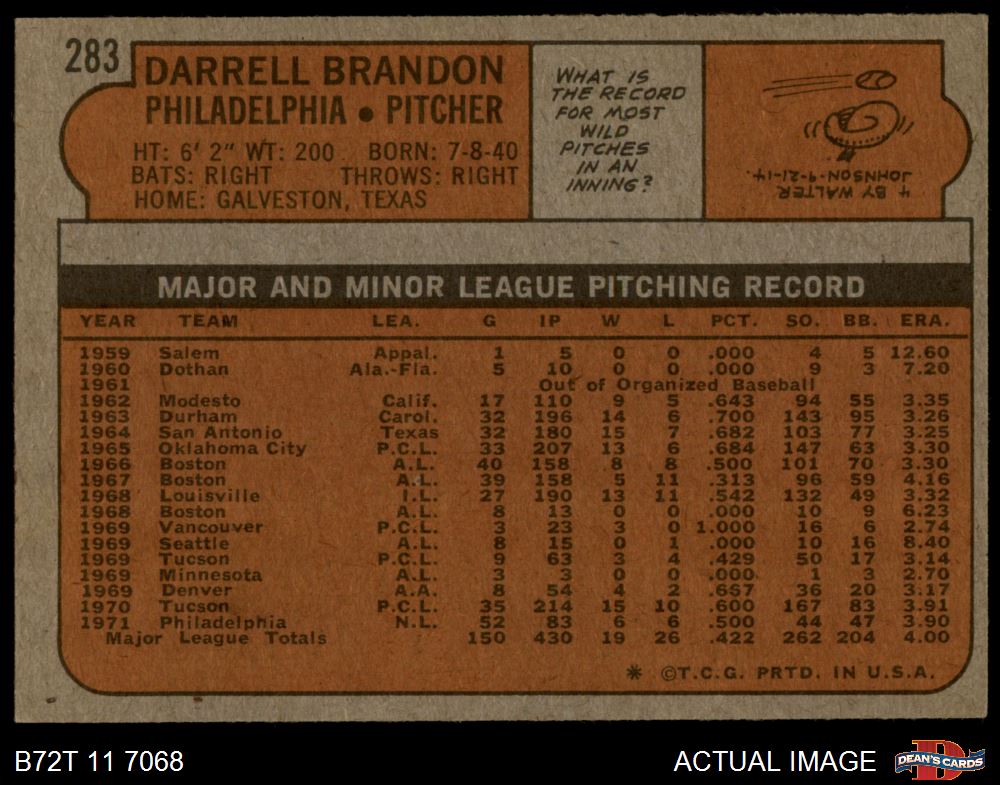 283
DARRELL BRANDON
PHILADELPHIA • PITCHER
HT: 6' 2" WT: 200 BORN: 7-8-40
BATS: RIGHT THROWS: RIGHT
HOME: GALVESTON, TEXAS
WHAT IS
THE RECORD
FOR MOST
WILD
PITCHES
IN AN
INNING?
4 BY WALTER
JOHNSON-9-21-14.
MAJOR AND MINOR LEAGUE PITCHING RECORD
YEAR TEAM LEA. G IP W L PCT. SO. BB. ERA.
1959 Salem Appal. 1 5 0 0 .000 4 5 12.60
1960 Dothan Ala.-Fla. 5 10 0 0 .000 9 3 7.20
1961 Out of Organized Baseball
1962 Modesto Calif. 17 110 9 5 .643 94 55 3.35
1963 Durham Carol. 32 196 14 6 .700 143 95 3.26
1964 San Antonio Texas 32 180 15 7 .682 103 77 3.25
1965 Oklahoma City P.C.L. 33 207 13 6 .684 147 63 3.30
1966 Boston A.L. 40 158 8 8 .500 101 70 3.30
1967 Boston A.L. 39 158 5 11 .313 96 59 4.16
1968 Louisville I.L. 27 190 13 11 .542 132 49 3.32
1968 Boston A.L. 8 13 0 0 .000 10 9 6.23
1969 Vancouver P.C.L. 3 23 3 0 1.000 16 6 2.74
1969 Seattle A.L. 8 15 0 1 .000 10 16 8.40
1969 Tucson P.C.L. 9 63 3 4 .429 50 17 3.14
1969 Minnesota A.L. 3 3 0 0 .000 1 3 2.70
1969 Denver A.A. 8 54 4 2 .667 36 20 3.17
1970 Tucson P.C.L. 35 214 15 10 .600 167 83 3.91
1971 Philadelphia N.L. 52 83 6 6 .500 44 47 3.90
Major League Totals 150 430 19 26 .422 262 204 4.00
* ©T.C.G. PRTD. IN U.S.A.
B72T 11 7068 ACTUAL IMAGE
D
DEAN'S CARDS